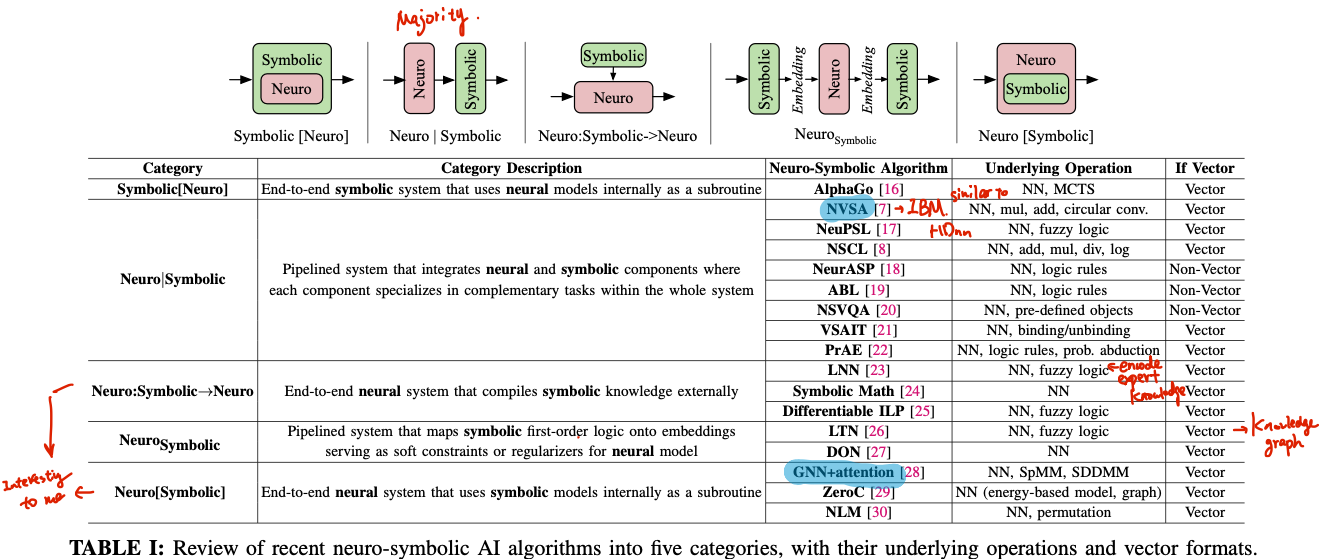 Majority.
Symbolic
Neuro
Symbolic [Neuro]
Neuro
Symbolic
Neuro | Symbolic
Symbolic
Neuro
Neuro:Symbolic->Neuro
Symbolic
Embedding
Neuro
Embedding
Symbolic
NeuroSymbolic
Neuro
Symbolic
Neuro [Symbolic]
Category Category Description Neuro-Symbolic Algorithm Underlying Operation If Vector
Symbolic[Neuro] End-to-end symbolic system that uses neural models internally as a subroutine AlphaGo [16] NN, MCTS Vector
similar to
NVSA [7] → IBM. NN, mul, add, circular conv. Vector
NeuPSL [17] HDnn NN, fuzzy logic Vector
NSCL [8] NN, add, mul, div, log Vector
Neuro|Symbolic Pipelined system that integrates neural and symbolic components where NeurASP [18] NN, logic rules Non-Vector
each component specializes in complementary tasks within the whole system ABL [19] NN, logic rules Non-Vector
NSVQA [20] NN, pre-defined objects Non-Vector
VSAIT [21] NN, binding/unbinding Vector
PrAE [22] NN, logic rules, prob. abduction Vector
LNN [23] NN, fuzzy logic ← encode expert knowledge Vector
Neuro:Symbolic→Neuro End-to-end neural system that compiles symbolic knowledge externally Symbolic Math [24] NN Vector
Differentiable ILP [25] NN, fuzzy logic Vector
NeuroSymbolic Pipelined system that maps symbolic first-order logic onto embeddings LTN [26] NN, fuzzy logic Vector → Knowledge graph
serving as soft constraints or regularizers for neural model DON [27] NN Vector
GNN+attention [28] NN, SpMM, SDDMM Vector
Interesting to me ← Neuro[Symbolic] End-to-end neural system that uses symbolic models internally as a subroutine ZeroC [29] NN (energy-based model, graph) Vector
NLM [30] NN, permutation Vector
TABLE I: Review of recent neuro-symbolic AI algorithms into five categories, with their underlying operations and vector formats.